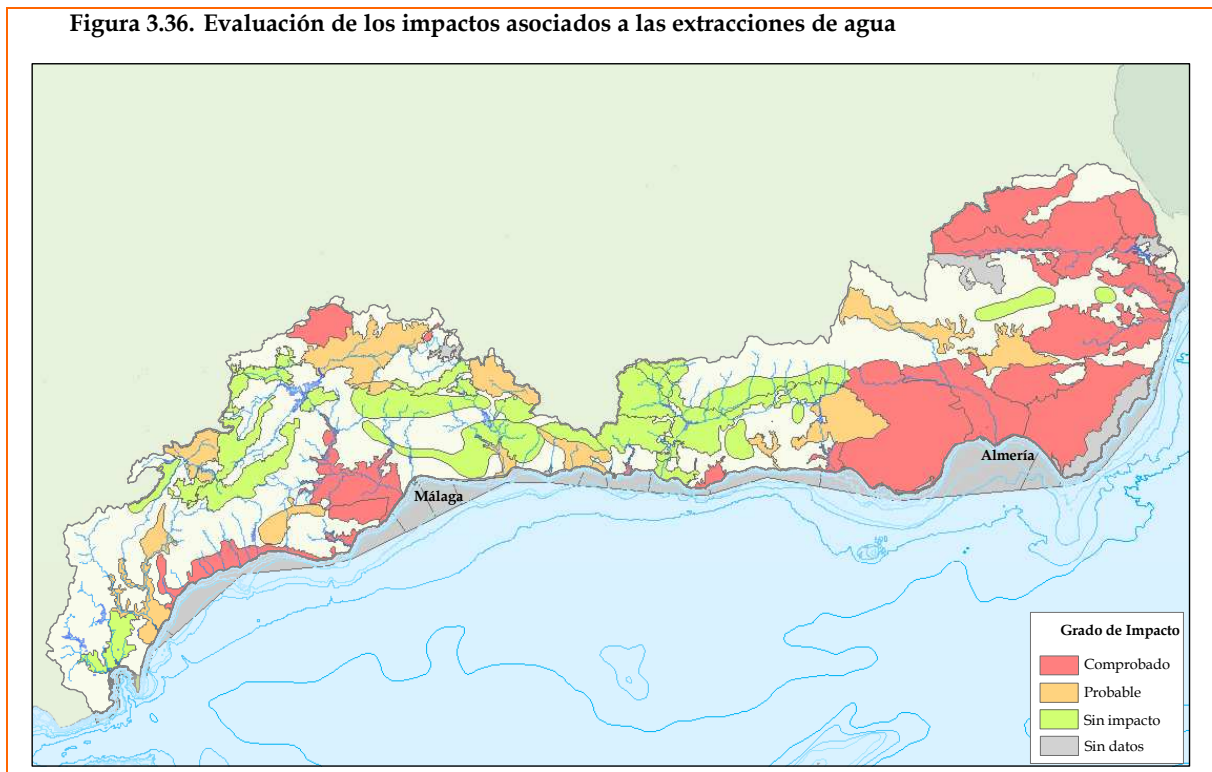 Figura 3.36. Evaluación de los impactos asociados a las extracciones de agua
Almería
Málaga
Grado de Impacto
Comprobado
Probable
Sin impacto
Sin datos